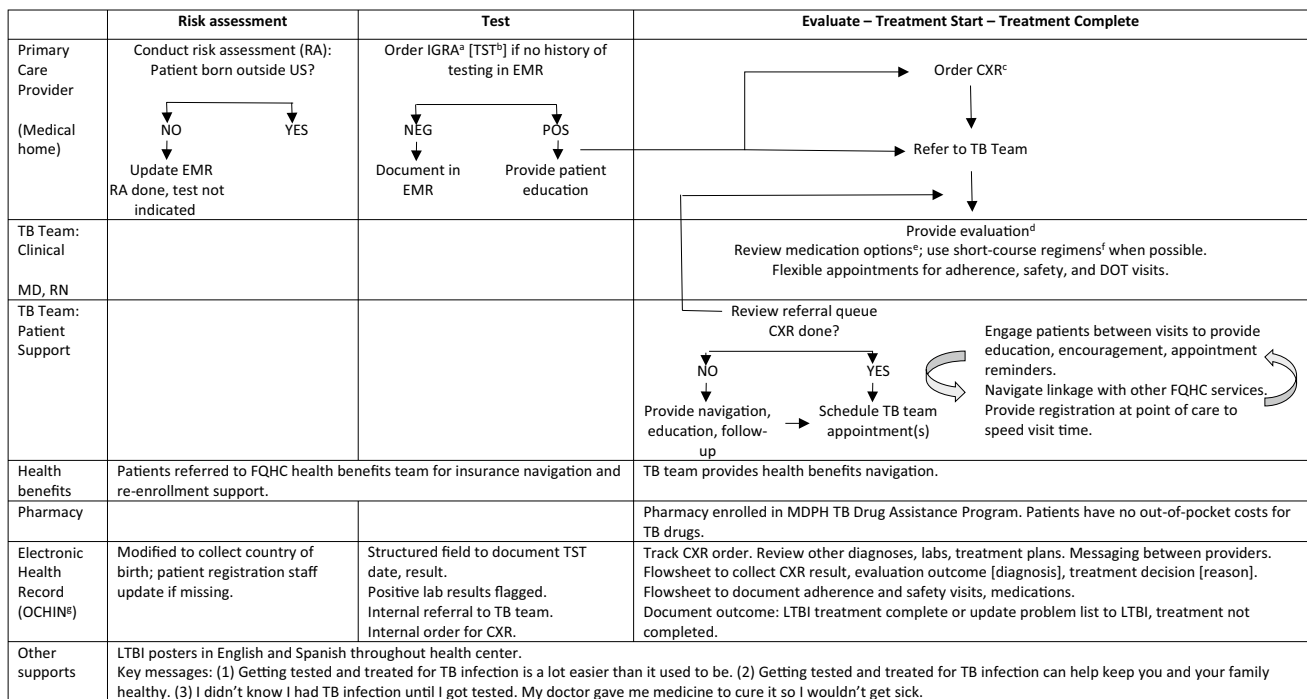 Risk assessment
Test
Evaluate – Treatment Start – Treatment Complete
Primary
Care
Provider
(Medical
home)
Conduct risk assessment (RA):
Patient born outside US?
NO
YES
Update EMR
RA done, test not
indicated
Order IGRAᵃ [TSTᵇ] if no history of
testing in EMR
NEG
POS
Document in
EMR
Provide patient
education
Order CXRᶜ
Refer to TB Team
TB Team:
Clinical
MD, RN
Provide evaluationᵈ
Review medication optionsᵉ; use short-course regimensᶠ when possible.
Flexible appointments for adherence, safety, and DOT visits.
TB Team:
Patient
Support
Review referral queue
CXR done?
NO
YES
Provide navigation,
education, follow-
up
Schedule TB team
appointment(s)
Engage patients between visits to provide
education, encouragement, appointment
reminders.
Navigate linkage with other FQHC services.
Provide registration at point of care to
speed visit time.
Health
benefits
Patients referred to FQHC health benefits team for insurance navigation and
re-enrollment support.
TB team provides health benefits navigation.
Pharmacy
Pharmacy enrolled in MDPH TB Drug Assistance Program. Patients have no out-of-pocket costs for
TB drugs.
Electronic
Health
Record
(OCHINᵍ)
Modified to collect country of
birth; patient registration staff
update if missing.
Structured field to document TST
date, result.
Positive lab results flagged.
Internal referral to TB team.
Internal order for CXR.
Track CXR order. Review other diagnoses, labs, treatment plans. Messaging between providers.
Flowsheet to collect CXR result, evaluation outcome [diagnosis], treatment decision [reason].
Flowsheet to document adherence and safety visits, medications.
Document outcome: LTBI treatment complete or update problem list to LTBI, treatment not
completed.
Other
supports
LTBI posters in English and Spanish throughout health center.
Key messages: (1) Getting tested and treated for TB infection is a lot easier than it used to be. (2) Getting tested and treated for TB infection can help keep you and your family
healthy. (3) I didn't know I had TB infection until I got tested. My doctor gave me medicine to cure it so I wouldn't get sick.